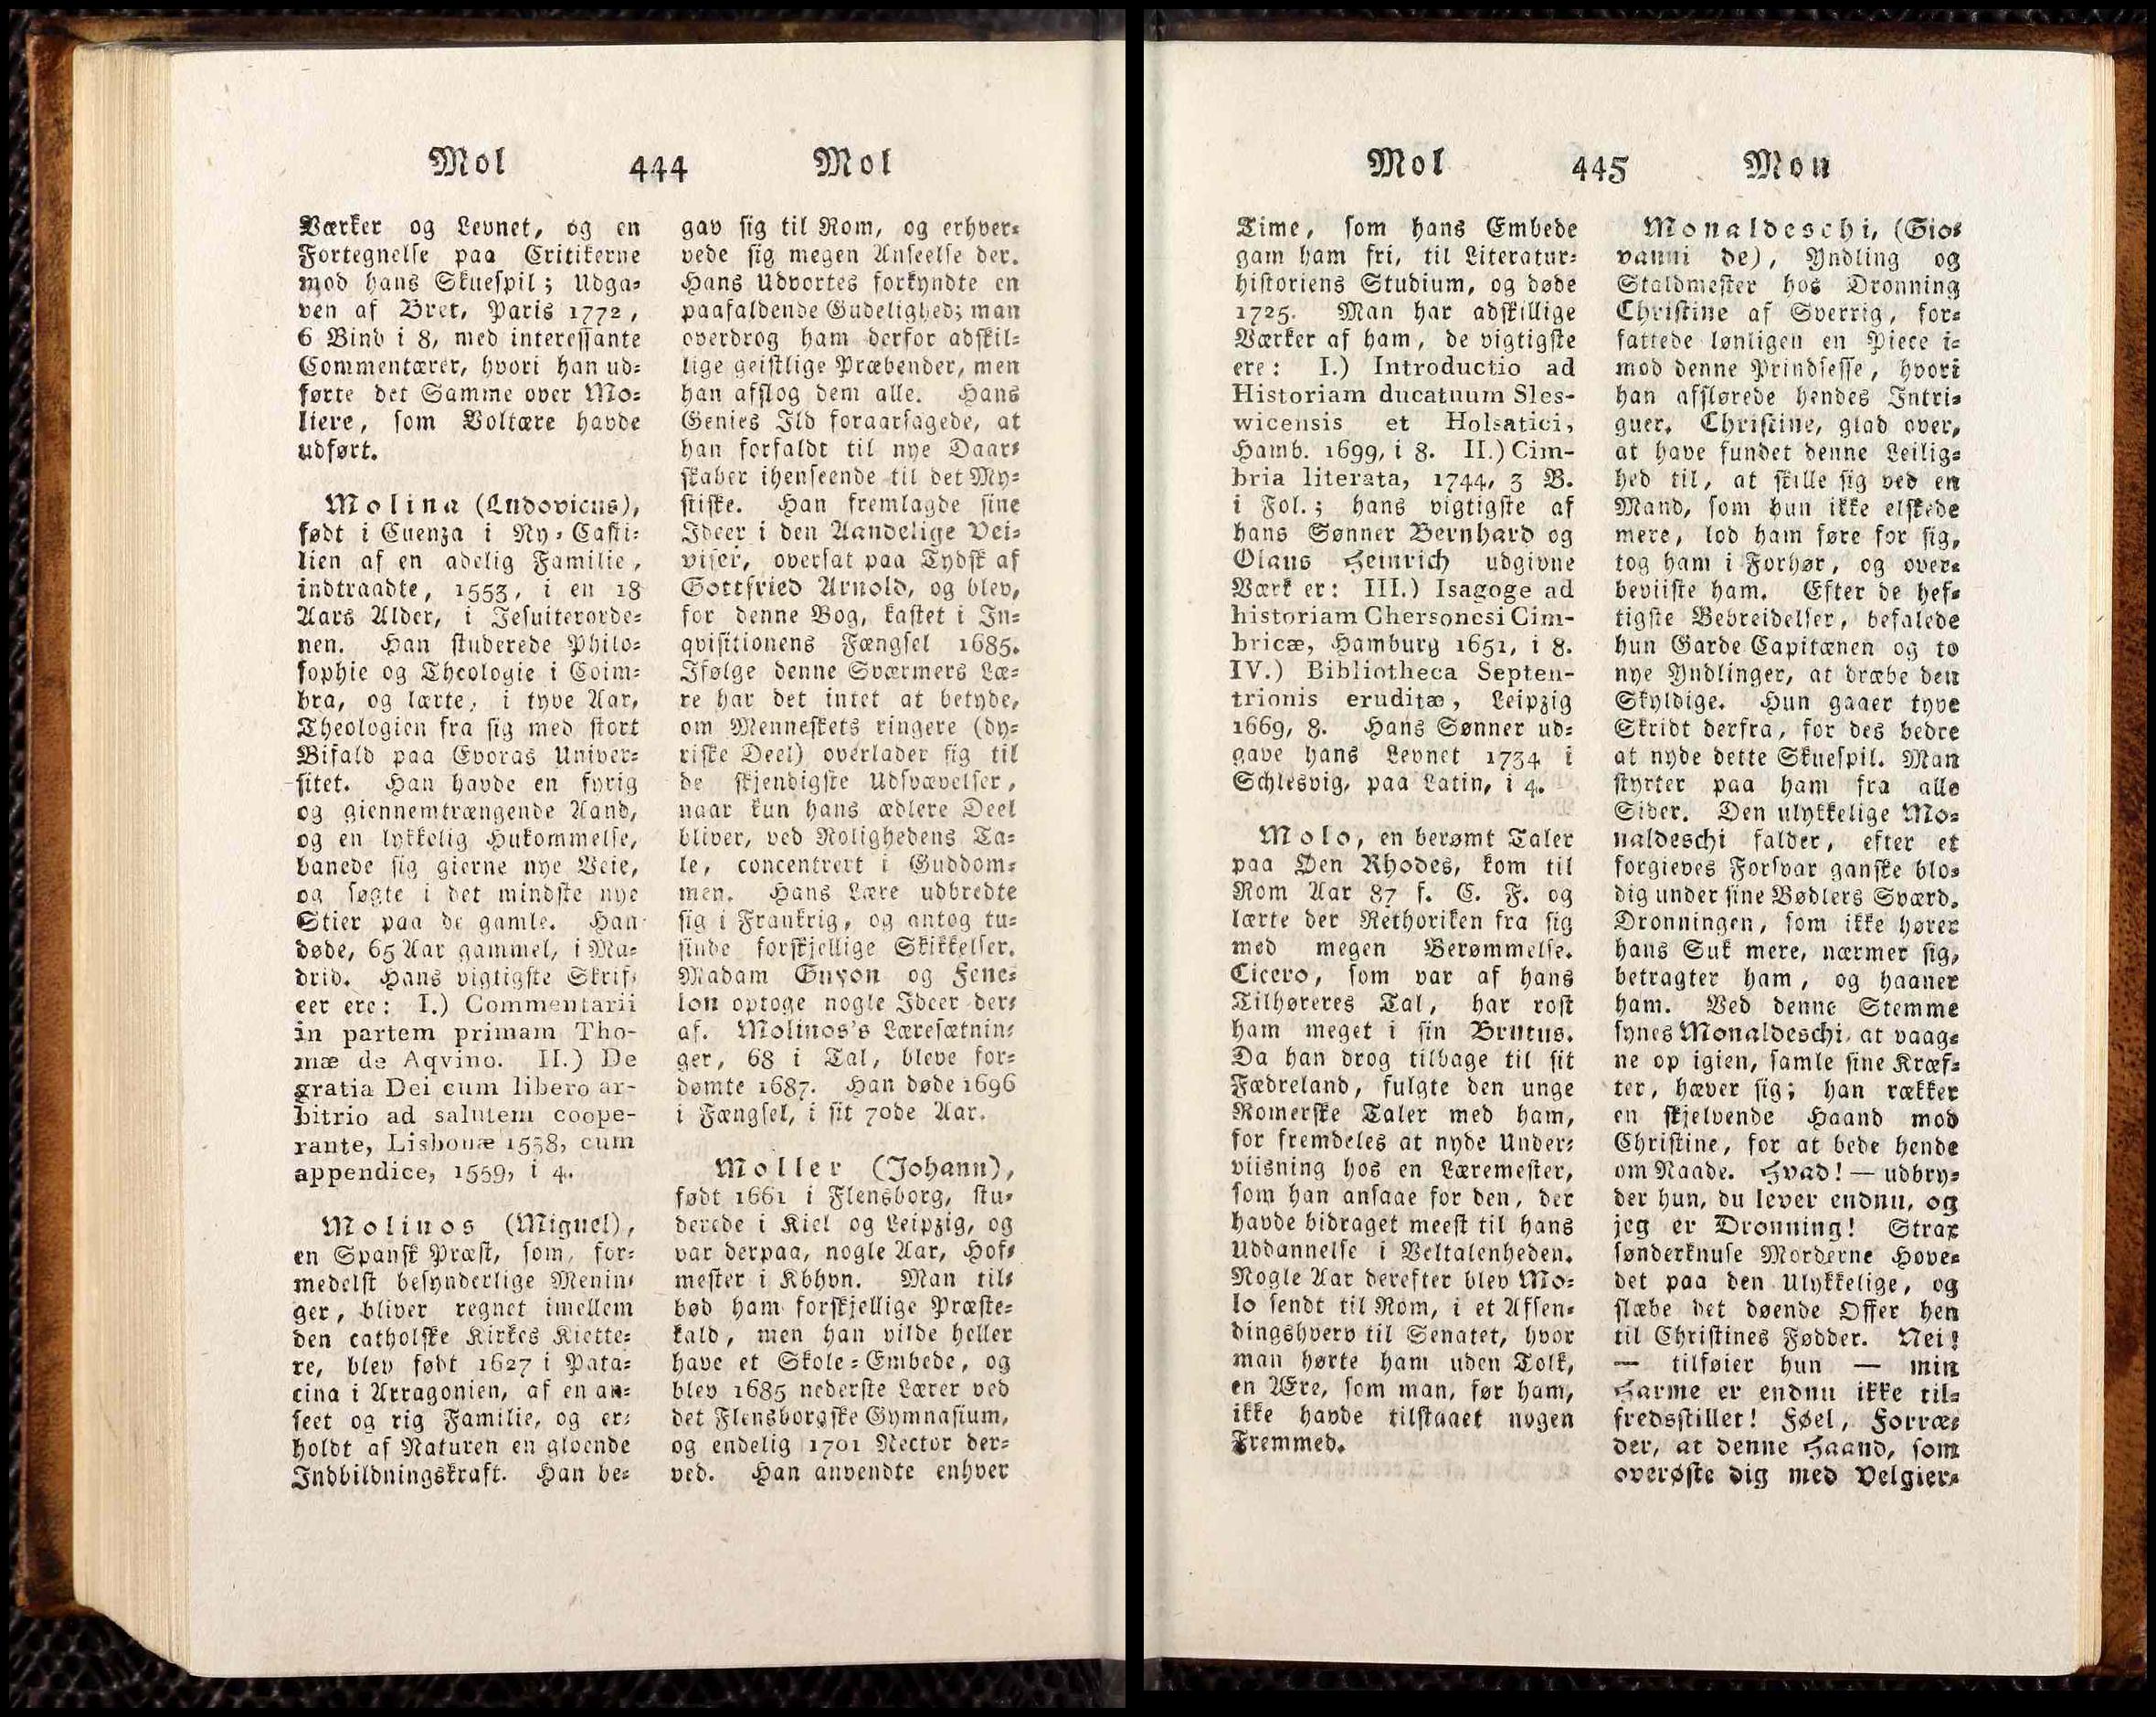 Mol 444 Mol
Værker og Levnet, og en
Fortegnelse paa Critikerne
mod hans Skuespil; Udga=
ven af Bret, Paris 1772,
6 Bind i 8, med interessante
Commentærer, hvori han ud=
førte det Samme over Mo=
liere, som Voltære havde
udført.
Molina (Ludovicus),
født i Cuenza i Ny=Casti=
lien af en adelig Familie,
indtraadte, 1553, i en 18
Aars Alder, i Jesuiterorde=
nen. Han studerede Philo=
sophie og Theologie i Coim=
bra, og lærte, i tyve Aar,
Theologien fra sig med stort
Bifald paa Evoras Univer=
sitet. Han havde en fyrig
og giennemtrængende Aand,
og en lykkelig Hukommelse,
banede sig gierne nye Veie,
og søgte i det mindste nye
Stier paa de gamle. Han
døde, 65 Aar gammel, i Ma=
drid. Hans vigtigste Skrif=
eer ere: I.) Commentarii
in partem primam Tho-
mæ de Aqvino. II.) De
gratia Dei cum libero ar-
bitrio ad salutem coope-
rante, Lisbonæ 1558, cum
appendice, 1559, i 4.
Molinos (Miguel),
en Spansk Præst, som, for=
medelst besynderlige Menin=
ger, bliver regnet imellem
den catholske Kirkes Kiette=
re, blev født 1627 i Pata=
cina i Arragonien, af en an=
seet og rig Familie, og er=
holdt af Naturen en gloende
Indbildningskraft. Han be=
gav sig til Rom, og erhver=
vede sig megen Anseelse der.
Hans Udvortes forkyndte en
paafaldende Gudelighed; man
overdrog ham derfor adskil=
lige geistlige Præbender, men
han afslog dem alle. Hans
Genies Ild foraarsagede, at
han forfaldt til nye Daar=
skaber ihenseende til det My=
stiske. Han fremlagde sine
Ideer i den Aandelige Vei=
viser, oversat paa Tydsk af
Gottfried Arnold, og blev,
for denne Bog, kastet i In=
qvisitionens Fængsel 1685.
Ifølge denne Sværmers Læ=
re har det intet at betyde,
om Menneskets ringere (dy=
riske Deel) overlader sig til
de skjendigste Udsvævelser,
naar kun hans ædlere Deel
bliver, ved Rolighedens Ta=
le, concentrert i Guddom=
men. Hans Lære udbredte
sig i Frankrig, og antog tu=
sinde forskjellige Skikkelser.
Madam Guyon og Fene=
lon optoge nogle Ideer der=
af. Molinos's Læresætnin=
ger, 68 i Tal, bleve for=
dømte 1687. Han døde 1696
i Fængsel, i sit 70de Aar.
Moller (Johann),
født 1661 i Flensborg, stu=
derede i Kiel og Leipzig, og
var derpaa, nogle Aar, Hof=
mester i Kbhvn. Man til=
bød ham forskjellige Præste=
kald, men han vilde heller
have et Skole=Embede, og
blev 1685 nederste Lærer ved
det Flensborgske Gymnasium,
og endelig 1701 Rector der=
ved. Han anvendte enhver
Mol 445 Mon
Time, som hans Embede
gam ham fri, til Literatur=
historiens Studium, og døde
1725. Man har adskillige
Værker af ham, de vigtigste
ere: I.) Introductio ad
Historiam ducatuum Sles-
wicensis et Holsatici,
Hamb. 1699, i 8. II.) Cim-
bria literata, 1744, 3 B.
i Fol.; hans vigtigste af
hans Sønner Bernhard og
Olaus Heinrich udgivne
Værk er: III.) Isagoge ad
historiam Chersonesi Cim-
bricæ, Hamburg 1651, i 8.
IV.) Bibliotheca Septen-
trionis eruditæ, Leipzig
1669, 8. Hans Sønner ud=
gave hans Levnet 1734 i
Schlesvig, paa Latin, i 4.
Molo, en berømt Taler
paa Øen Rhodes, kom til
Rom Aar 87 f. C. F. og
lærte der Rethoriken fra sig
med megen Berømmelse.
Cicero, som var af hans
Tilhøreres Tal, har rost
ham meget i sin Brutus.
Da han drog tilbage til sit
Fædreland, fulgte den unge
Romerske Taler med ham,
for fremdeles at nyde Under=
viisning hos en Læremester,
som han ansaae for den, der
havde bidraget meest til hans
Uddannelse i Veltalenheden.
Nogle Aar derefter blev Mo=
lo sendt til Rom, i et Affen=
dingshverv til Senatet, hvor
man hørte ham uden Tolk,
en Ære, som man, før ham,
ikke havde tilstaaet nogen
Fremmed.
Monaldeschi, (Gio=
vanni de), Yndling og
Staldmester hos Dronning
Christine af Sverrig, for=
fattede lønligen en Piece i=
mod denne Prindsesse, hvori
han afslørede hendes Intri=
guer. Christine, glad over,
at have fundet denne Leilig=
hed til, at skille sig ved en
Mand, som hun ikke elskede
mere, lod ham føre for sig,
tog ham i Forhør, og over=
beviiste ham. Efter de hef=
tigste Bebreidelser, befalede
hun Garde Capitænen og to
nye Yndlinger, at dræbe den
Skyldige. Hun gaaer tyve
Skridt derfra, for des bedre
at nyde dette Skuespil. Man
styrter paa ham fra alle
Sider. Den ulykkelige Mo=
naldeschi falder, efter et
forgieves Forsvar ganske blo=
dig under sine Bødlers Sværd.
Dronningen, som ikke hører
hans Suk mere, nærmer sig,
betragter ham, og haaner
ham. Ved denne Stemme
synes Monaldeschi, at vaag=
ne op igien, samle sine Kræf=
ter, hæver sig; han rækker
en skjelvende Haand mod
Christine, for at bede hende
om Naade. Hvad! — udbry=
der hun, du lever endnu, og
jeg er Dronning! Strax
sønderknuse Morderne Hove=
det paa den Ulykkelige, og
slæbe det døende Offer hen
til Christines Fødder. Nei!
— tilføier hun — min
Harme er endnu ikke til=
fredsstillet! Føel, Forræ=
der, at denne Haand, som
overøste dig med Velgier=